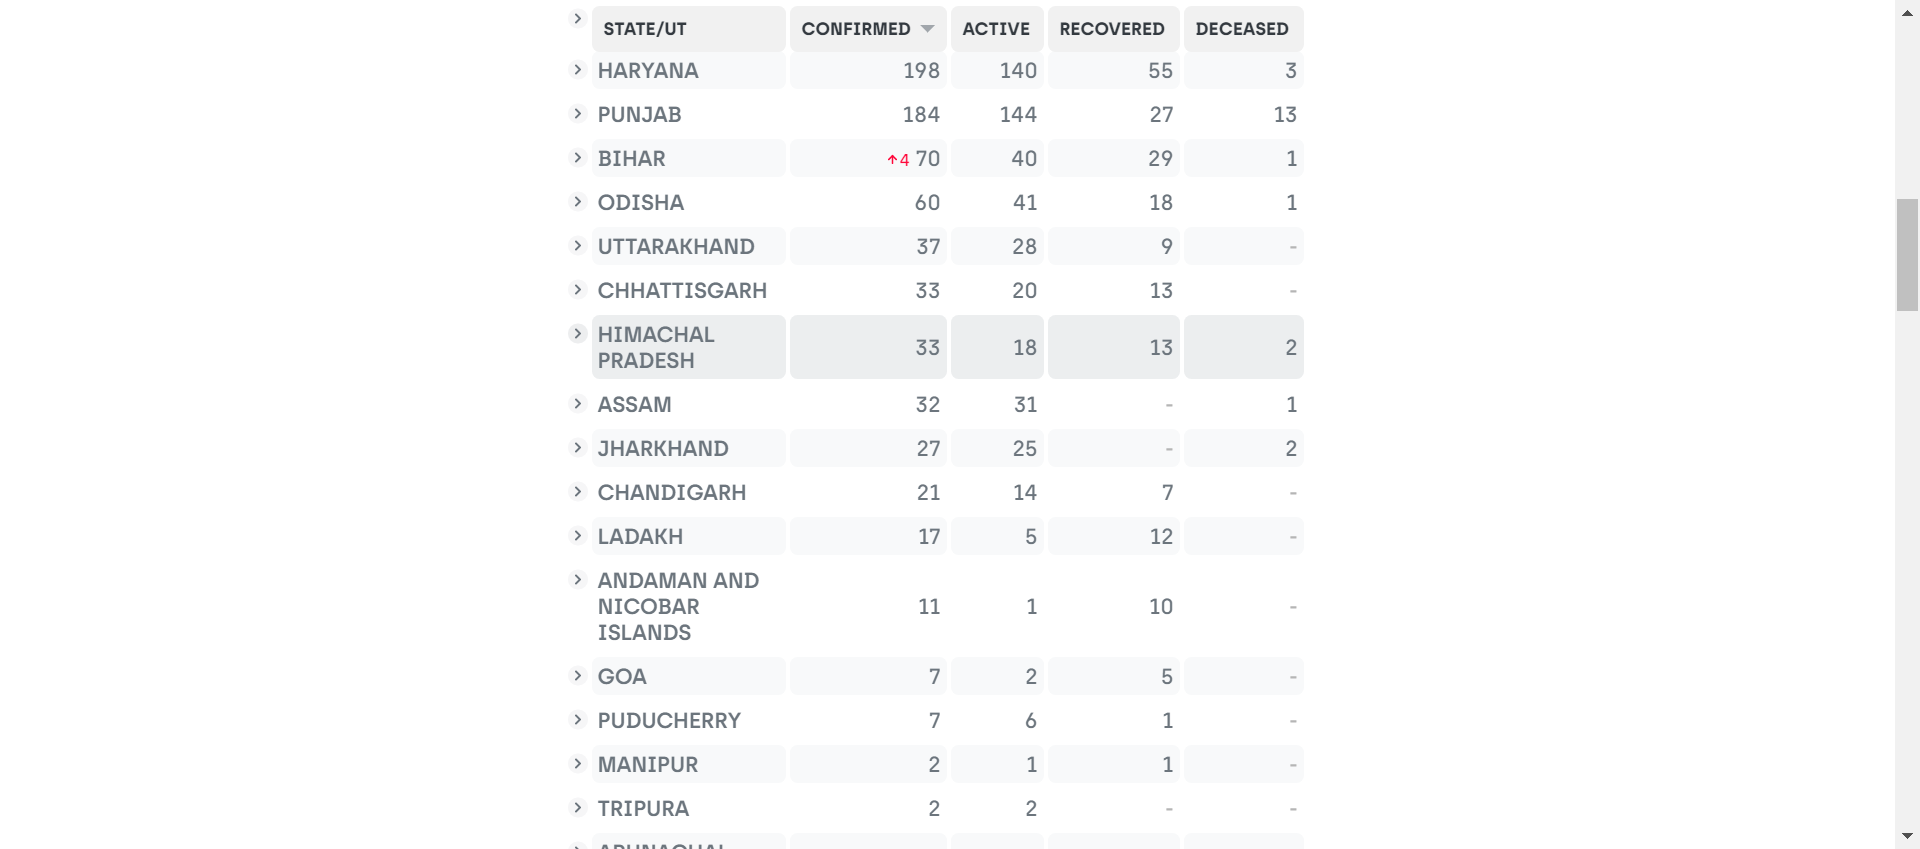 STATE/UT CONFIRMED ACTIVE RECOVERED DECEASED
HARYANA 198 140 55 3
PUNJAB 184 144 27 13
BIHAR ↑4 70 40 29 1
ODISHA 60 41 18 1
UTTARAKHAND 37 28 9 -
CHHATTISGARH 33 20 13 -
HIMACHAL
PRADESH 33 18 13 2
ASSAM 32 31 - 1
JHARKHAND 27 25 - 2
CHANDIGARH 21 14 7 -
LADAKH 17 5 12 -
ANDAMAN AND
NICOBAR 11 1 10 -
ISLANDS
GOA 7 2 5 -
PUDUCHERRY 7 6 1 -
MANIPUR 2 1 1 -
TRIPURA 2 2 - -